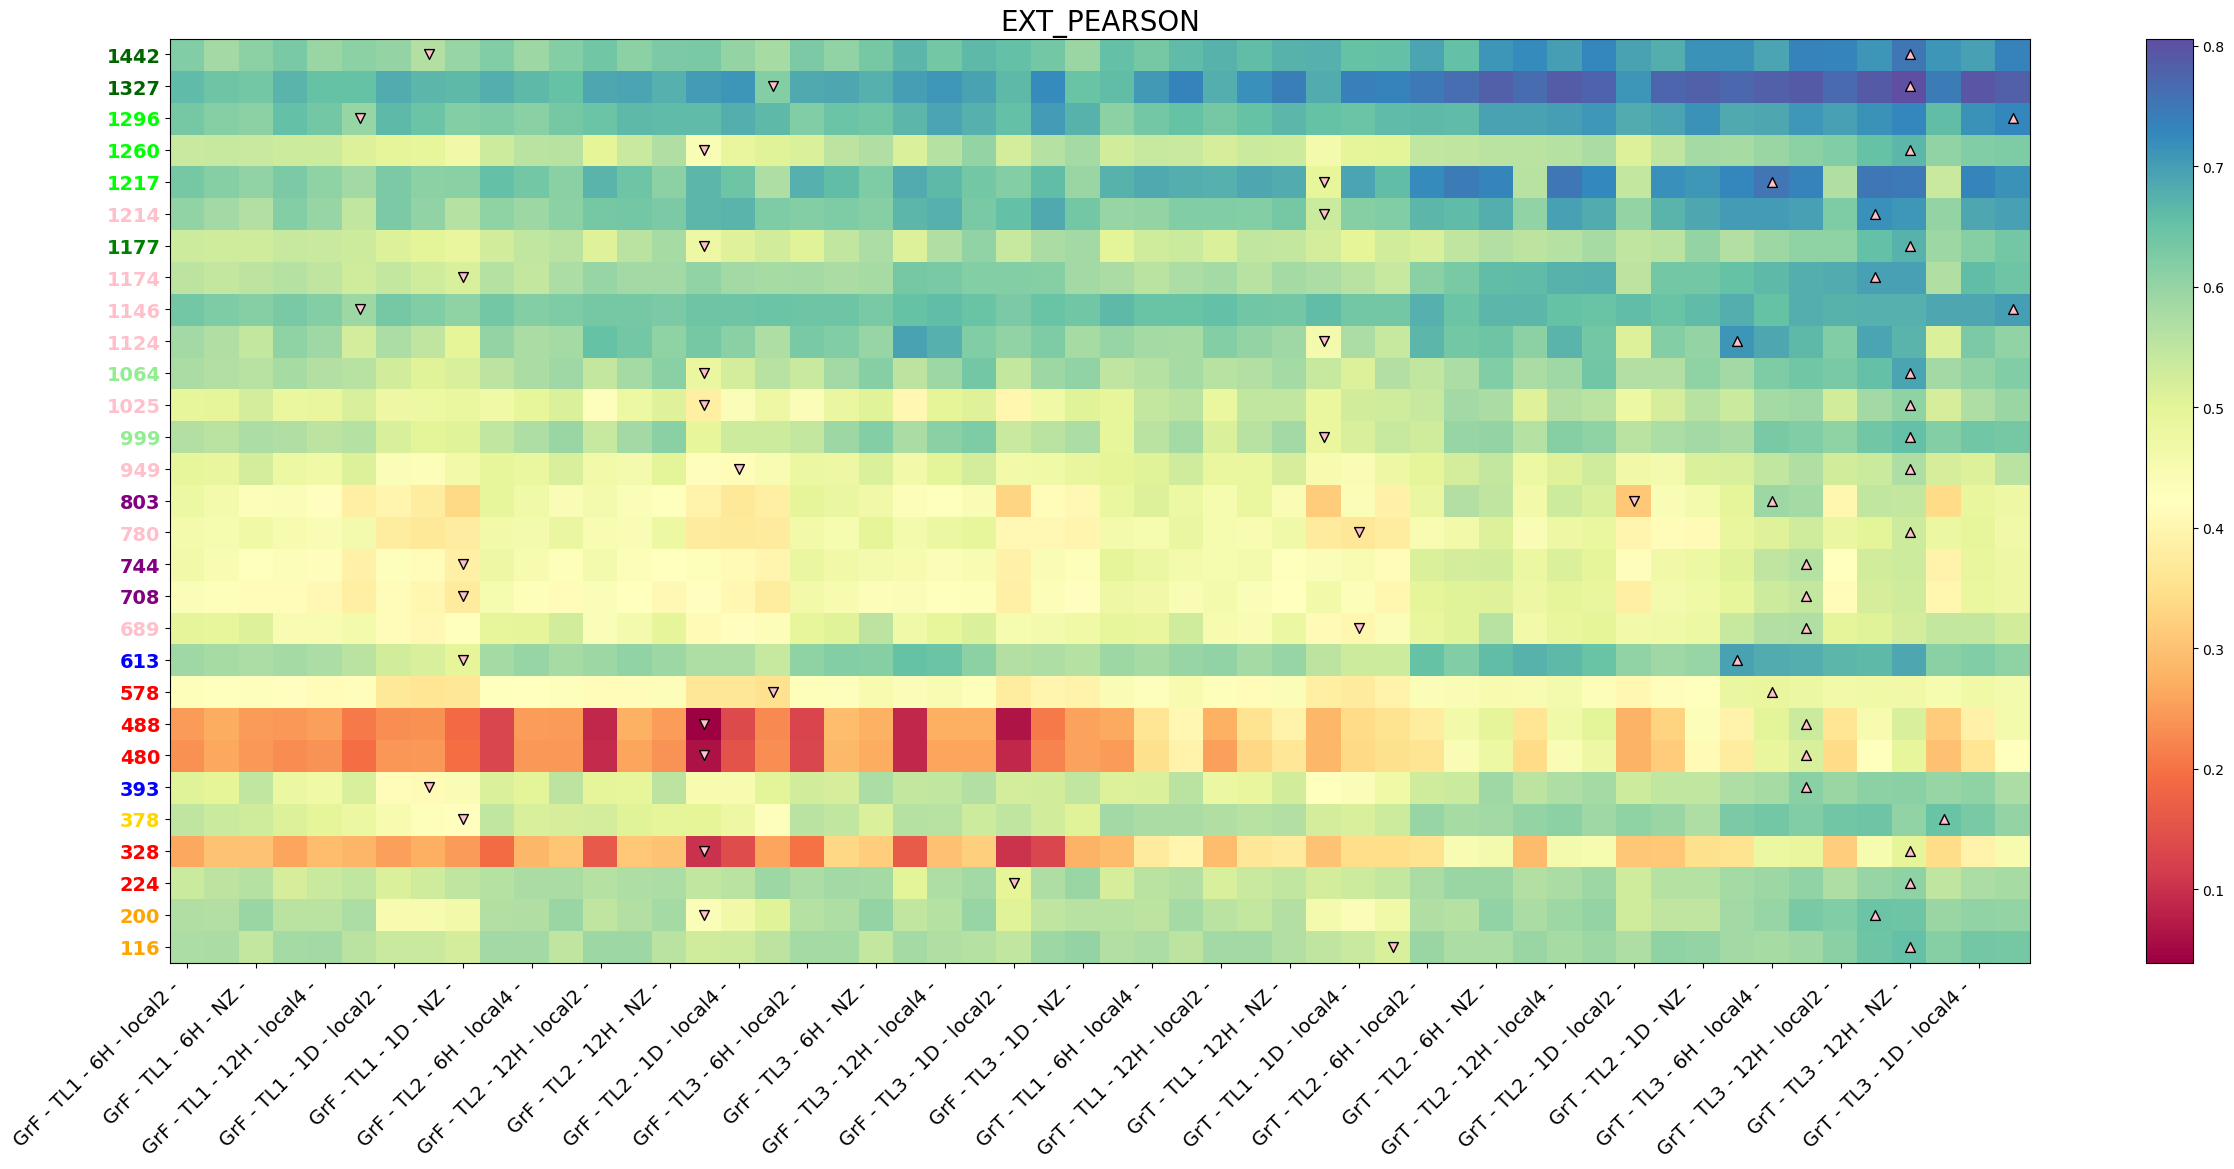 EXT_PEARSON
1442
1327
1296
1260
1217
1214
1177
1174
1146
1124
1064
1025
999
949
803
780
744
708
689
613
578
488
480
393
378
328
224
200
116
GrF - TL1 - 6H - local2 -
GrF - TL1 - 6H - NZ -
GrF - TL1 - 12H - local4 -
GrF - TL1 - 1D - local2 -
GrF - TL1 - 1D - NZ -
GrF - TL2 - 6H - local4 -
GrF - TL2 - 12H - local2 -
GrF - TL2 - 12H - NZ -
GrF - TL2 - 1D - local4 -
GrF - TL3 - 6H - local2 -
GrF - TL3 - 6H - NZ -
GrF - TL3 - 12H - local4 -
GrF - TL3 - 1D - local2 -
GrF - TL3 - 1D - NZ -
GrT - TL1 - 6H - local4 -
GrT - TL1 - 12H - local2 -
GrT - TL1 - 12H - NZ -
GrT - TL1 - 1D - local4 -
GrT - TL2 - 6H - local2 -
GrT - TL2 - 6H - NZ -
GrT - TL2 - 12H - local4 -
GrT - TL2 - 1D - local2 -
GrT - TL2 - 1D - NZ -
GrT - TL3 - 6H - local4 -
GrT - TL3 - 12H - local2 -
GrT - TL3 - 12H - NZ -
GrT - TL3 - 1D - local4 -
0.8
0.7
0.6
0.5
0.4
0.3
0.2
0.1